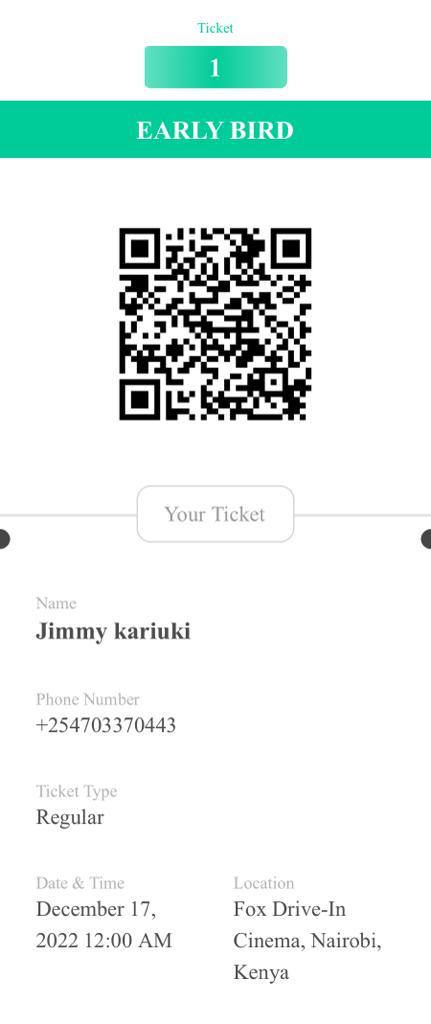 Ticket
1
EARLY BIRD
Your Ticket
Name
Jimmy kariuki
Phone Number
+254703370443
Ticket Type
Regular
Date & Time
December 17,
2022 12:00 AM
Location
Fox Drive-In
Cinema, Nairobi,
Kenya